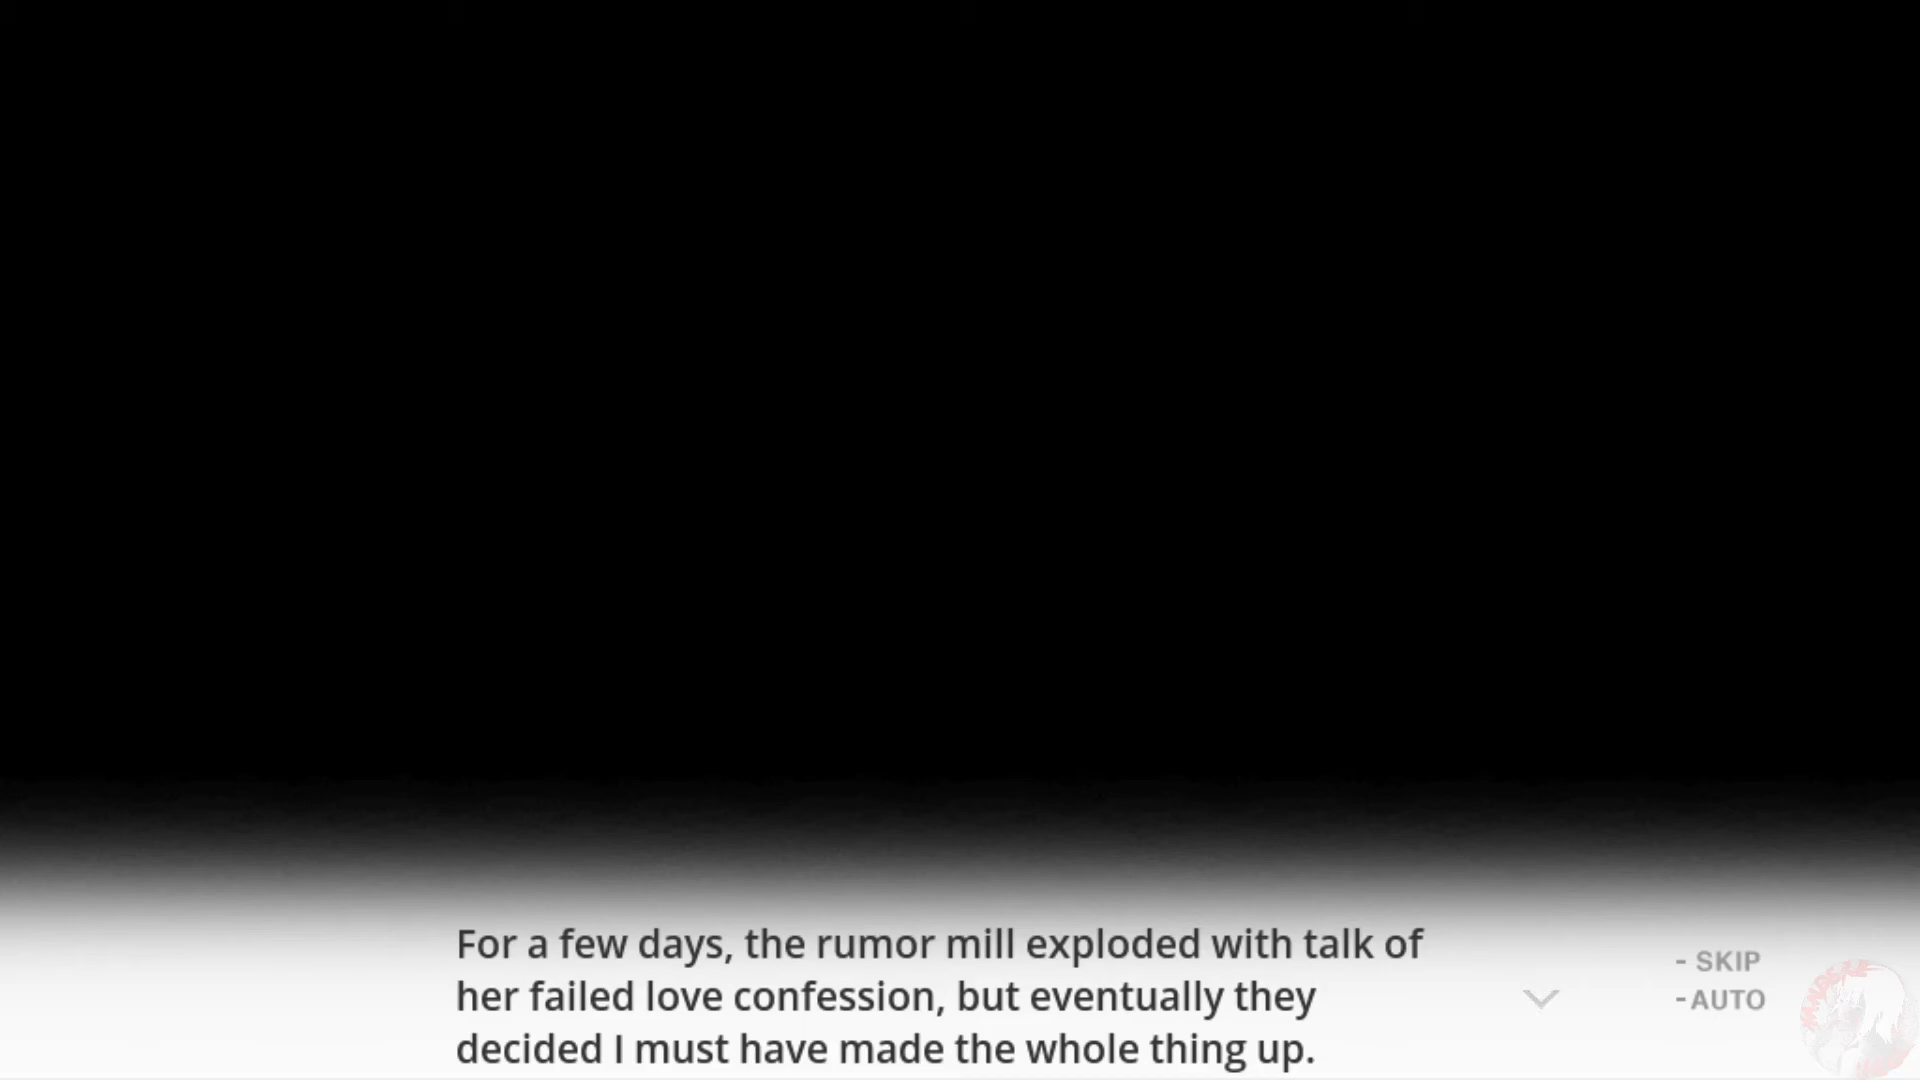 For a few days, the rumor mill exploded with talk of
her failed love confession, but eventually they
decided I must have made the whole thing up.
- SKIP
-AUTO